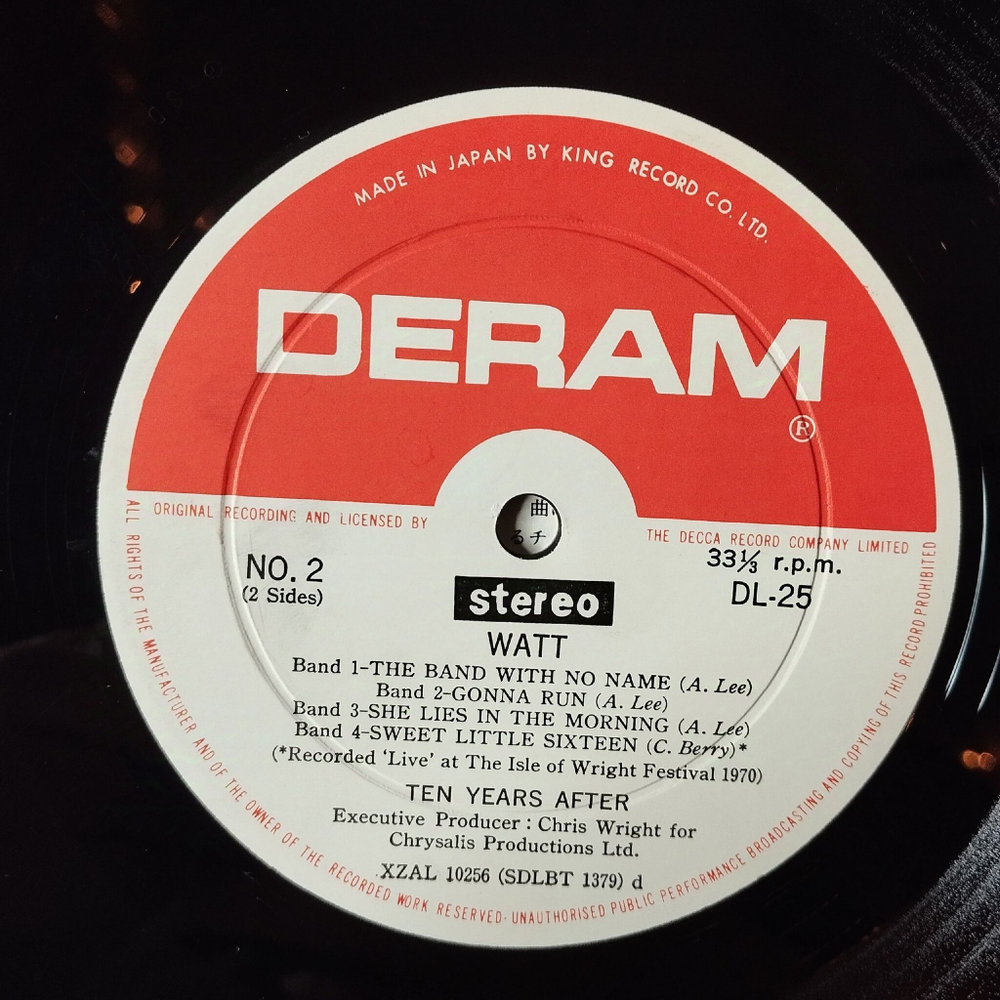 MADE IN JAPAN BY KING RECORD CO. LTD.
DERAM
®
ORIGINAL RECORDING AND LICENSED BY
THE DECCA RECORD COMPANY LIMITED
曲
るチ
NO. 2
(2 Sides)
33⅓ r.p.m.
DL-25
stereo
WATT
Band 1-THE BAND WITH NO NAME (A. Lee)
Band 2-GONNA RUN (A. Lee)
Band 3-SHE LIES IN THE MORNING (A. Lee)
Band 4-SWEET LITTLE SIXTEEN (C. Berry)*
(*Recorded 'Live' at The Isle of Wright Festival 1970)
TEN YEARS AFTER
Executive Producer : Chris Wright for
Chrysalis Productions Ltd.
XZAL 10256 (SDLBT 1379) d
ALL RIGHTS OF THE MANUFACTURER AND OF THE OWNER OF THE RECORDED WORK RESERVED· UNAUTHORISED PUBLIC PERFORMANCE BROADCASTING AND COPYING OF THIS RECORD PROHIBITED